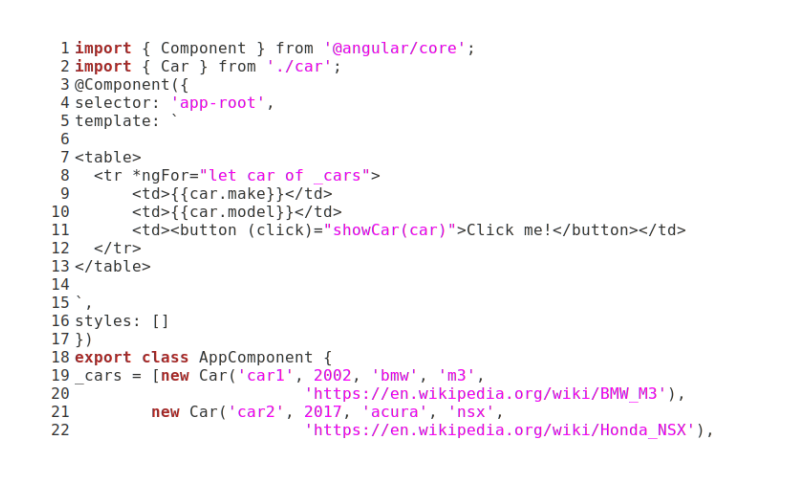 1 import { Component } from '@angular/core';
2 import { Car } from './car';
3 @Component({
4 selector: 'app-root',
5 template: `
6
7 <table>
8   <tr *ngFor="let car of _cars">
9       <td>{{car.make}}</td>
10       <td>{{car.model}}</td>
11       <td><button (click)="showCar(car)">Click me!</button></td>
12   </tr>
13 </table>
14
15 `,
16 styles: []
17 })
18 export class AppComponent {
19 _cars = [new Car('car1', 2002, 'bmw', 'm3',
20                         'https://en.wikipedia.org/wiki/BMW_M3'),
21         new Car('car2', 2017, 'acura', 'nsx',
22                         'https://en.wikipedia.org/wiki/Honda_NSX'),